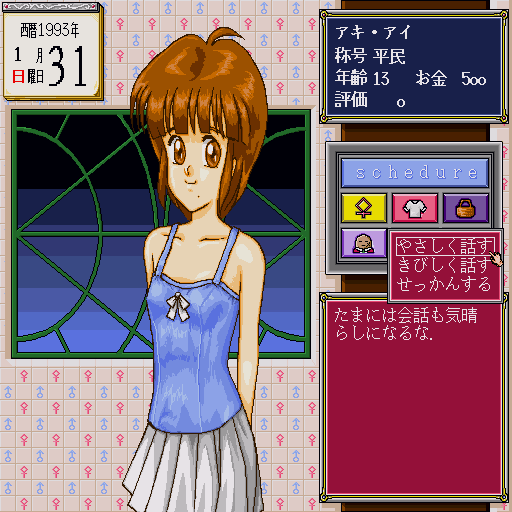 西暦1993年
1月31
日曜日
アキ・アイ
称号 平民
年齢 13 お金 500
評価 0
schedure
やさしく話す
きびしく話す
せっかんする
たまには会話も気晴
らしになるな.